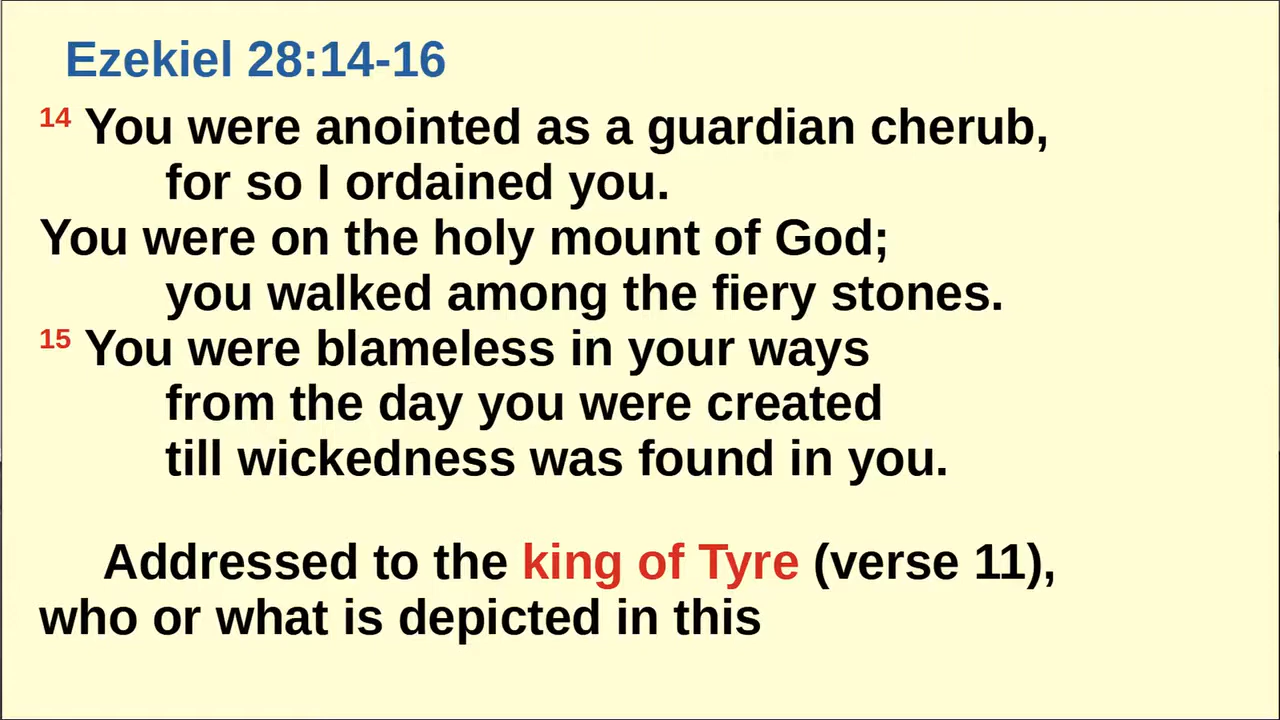 Ezekiel 28:14-16
14 You were anointed as a guardian cherub,
for so I ordained you.
You were on the holy mount of God;
you walked among the fiery stones.
15 You were blameless in your ways
from the day you were created
till wickedness was found in you.
Addressed to the king of Tyre (verse 11),
who or what is depicted in this